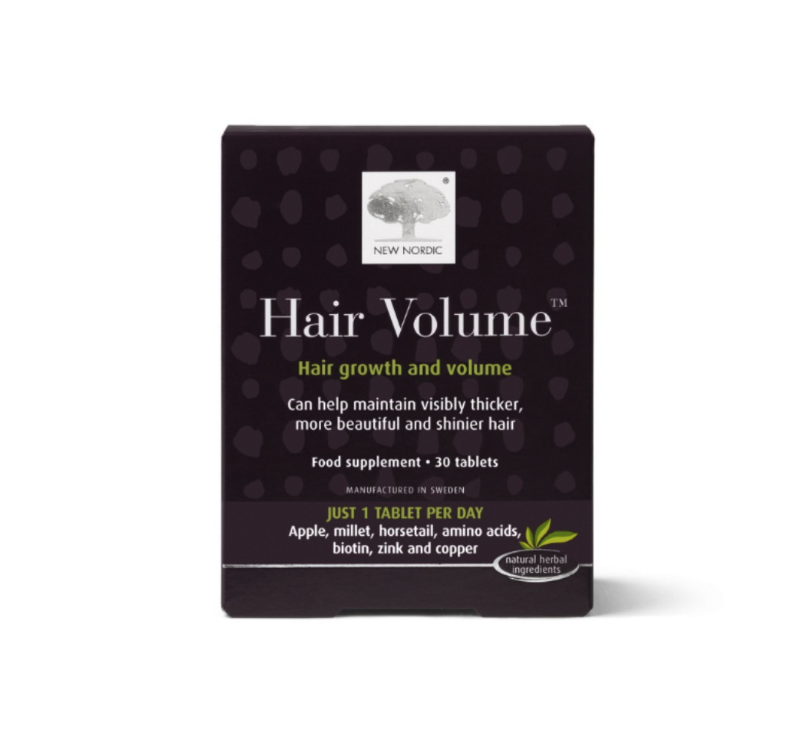 ®
NEW NORDIC
Hair Volume™
Hair growth and volume
Can help maintain visibly thicker,
more beautiful and shinier hair
Food supplement • 30 tablets
MANUFACTURED IN SWEDEN
JUST 1 TABLET PER DAY
Apple, millet, horsetail, amino acids,
biotin, zink and copper
natural herbal
ingredients